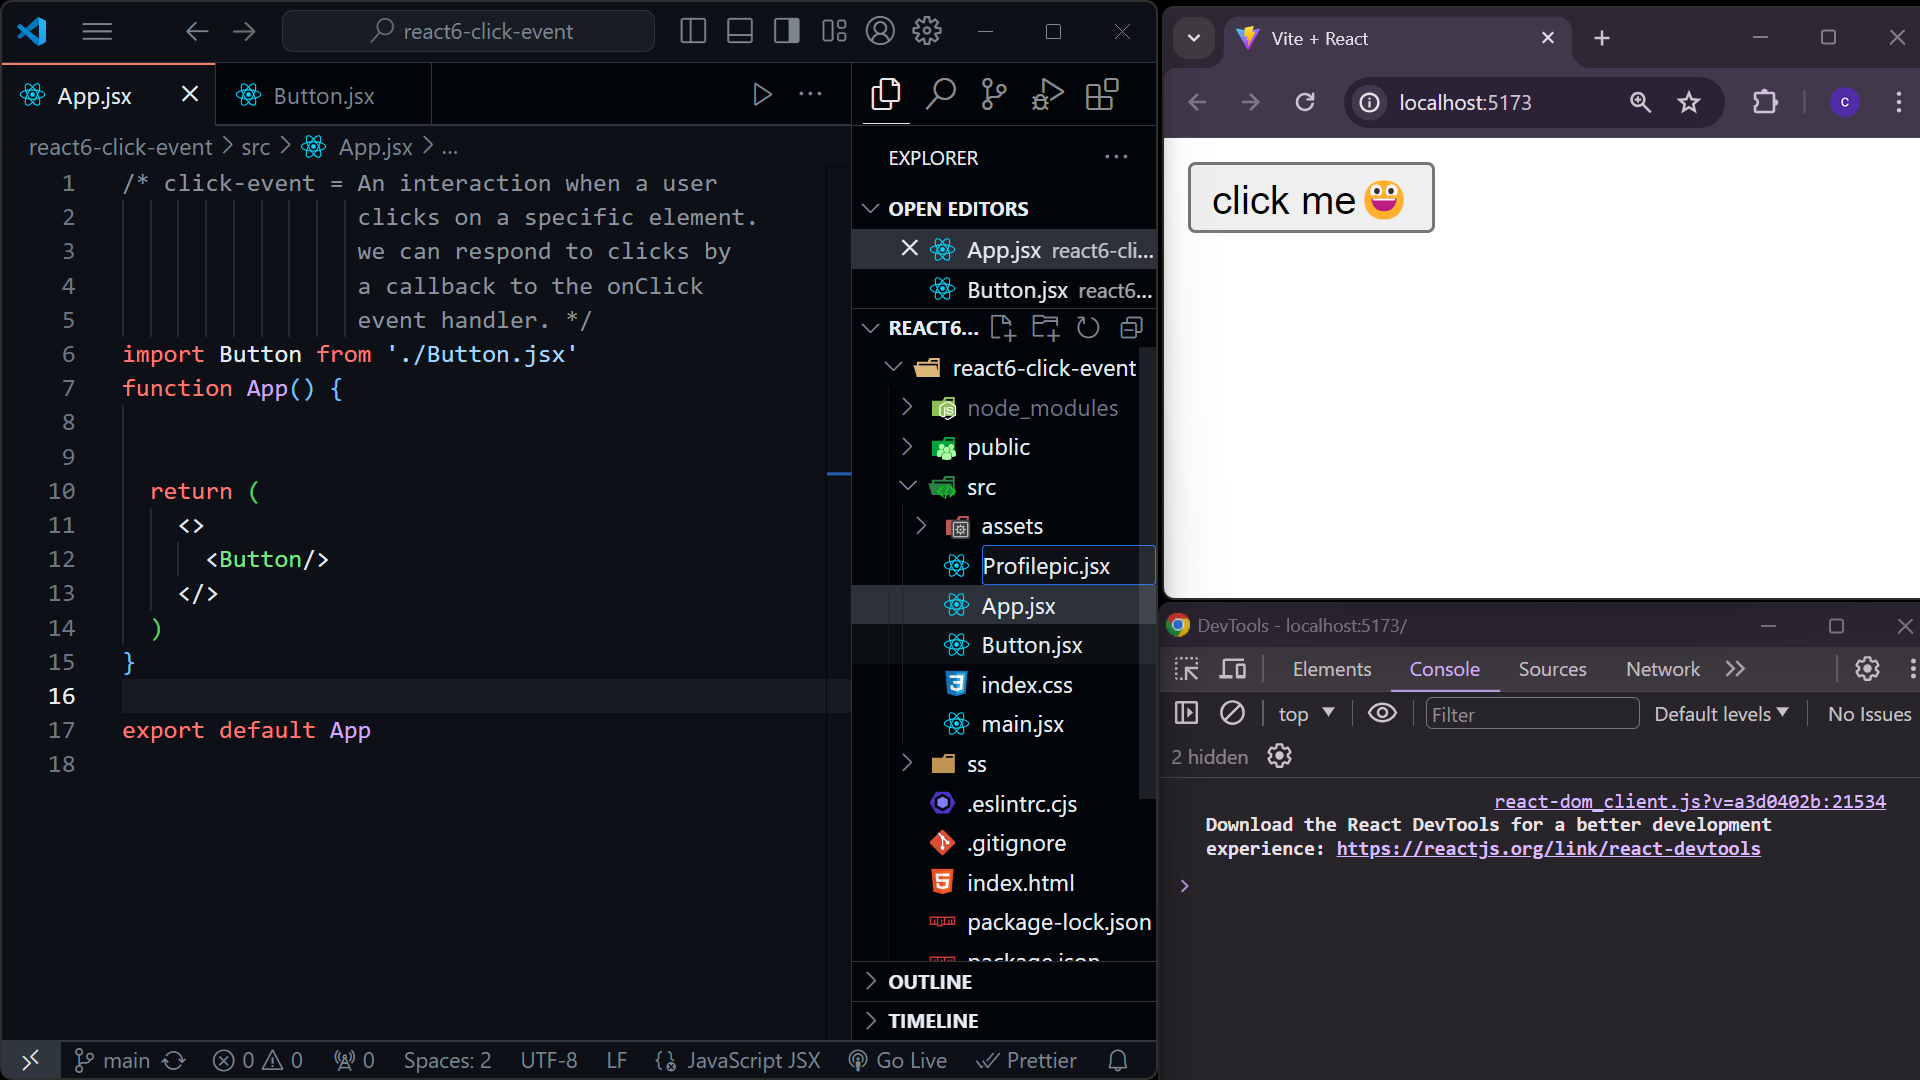 react6-click-event
App.jsx
Button.jsx
react6-click-event > src > App.jsx > ...
1 /* click-event = An interaction when a user
2 clicks on a specific element.
3 we can respond to clicks by
4 a callback to the onClick
5 event handler. */
6 import Button from './Button.jsx'
7 function App() {
8
9
10 return (
11 <>
12 <Button/>
13 </>
14 )
15 }
16
17 export default App
18
EXPLORER
OPEN EDITORS
App.jsx react6-cli...
Button.jsx react6...
REACT6...
react6-click-event
node_modules
public
src
assets
Profilepic.jsx
App.jsx
Button.jsx
index.css
main.jsx
ss
.eslintrc.cjs
.gitignore
index.html
package-lock.json
package.json
OUTLINE
TIMELINE
main 0 0 0 Spaces: 2 UTF-8 LF JavaScript JSX Go Live Prettier
Vite + React
localhost:5173
c
click me😀
DevTools - localhost:5173/
Elements Console Sources Network
top Filter Default levels No Issues
2 hidden
react-dom_client.js?v=a3d0402b:21534
Download the React DevTools for a better development
experience: https://reactjs.org/link/react-devtools